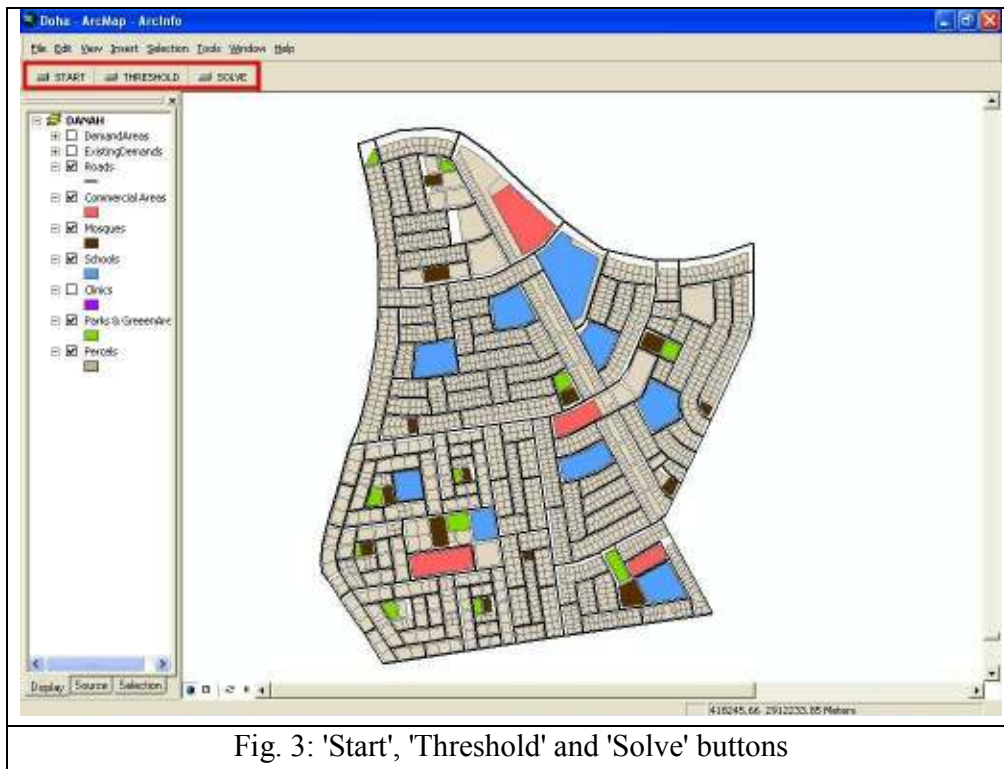 Doha - ArcMap - ArcInfo
File Edit View Insert Selection Tools Window Help
START THRESHOLD SOLVE
DANAH
DemandAreas
ExistingDemands
Roads
Commercial Areas
Mosques
Schools
Clinics
Parks & GreeenAre
Parcels
Display Source Selection
418245.66 2912233.85 Meters
Fig. 3: 'Start', 'Threshold' and 'Solve' buttons